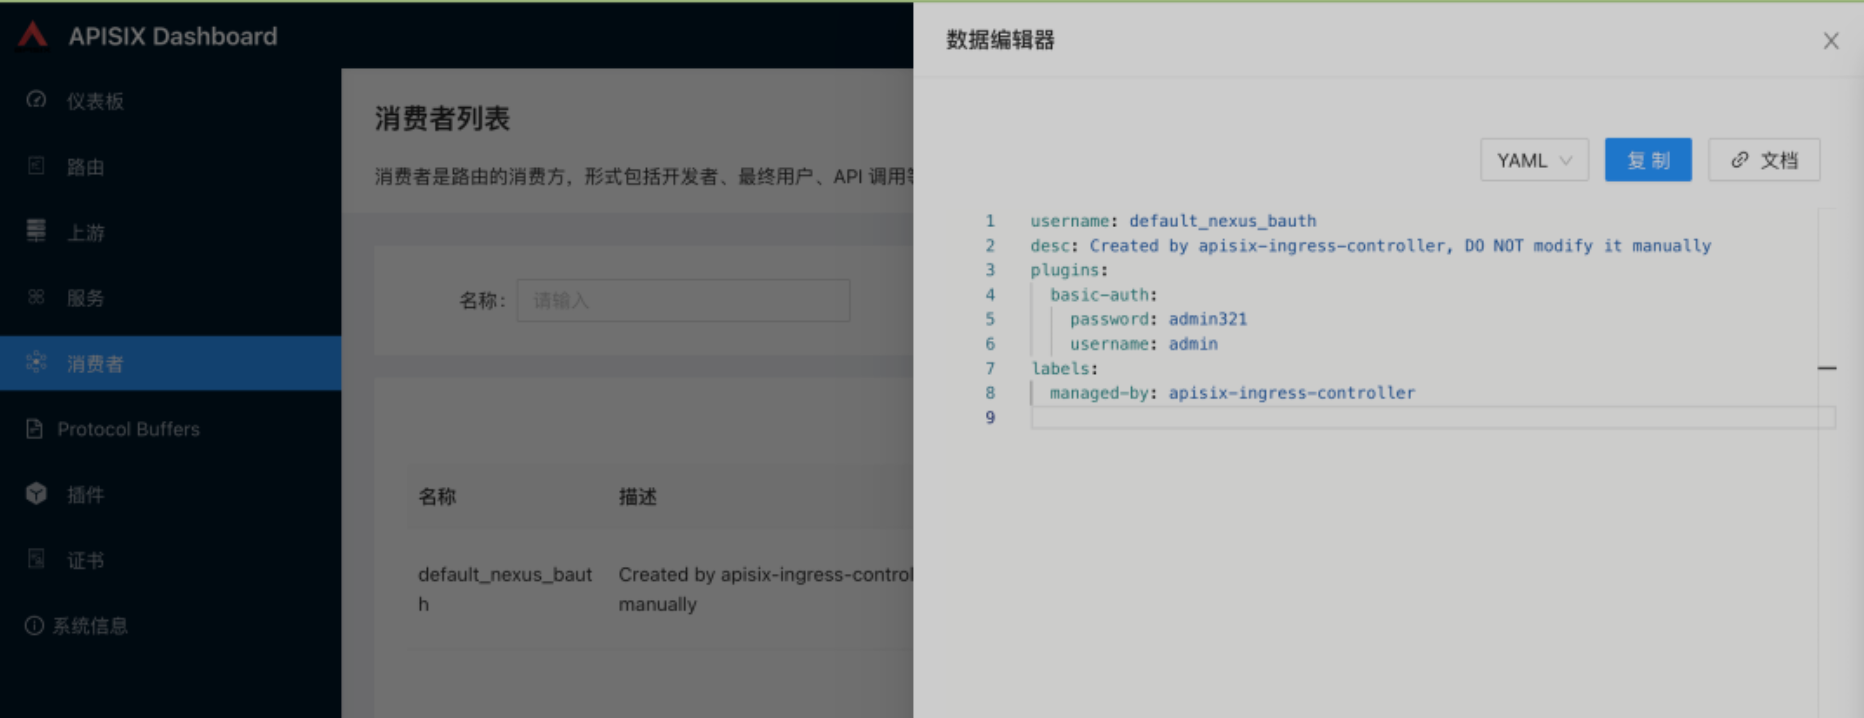 APISIX Dashboard
仪表板
路由
上游
服务
消费者
Protocol Buffers
插件
证书
系统信息
消费者列表
消费者是路由的消费方，形式包括开发者、最终用户、API 调用
名称：
请输入
名称
描述
default_nexus_baut
h
Created by apisix-ingress-control
manually
数据编辑器
YAML
复 制
文档
1 username: default_nexus_bauth
2 desc: Created by apisix-ingress-controller, DO NOT modify it manually
3 plugins:
4 basic-auth:
5 password: admin321
6 username: admin
7 labels:
8 managed-by: apisix-ingress-controller
9